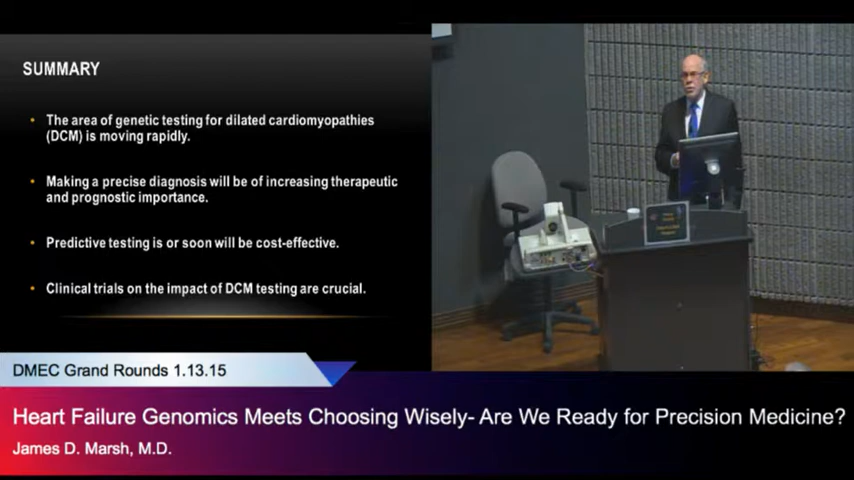 SUMMARY
• The area of genetic testing for dilated cardiomyopathies
(DCM) is moving rapidly.
• Making a precise diagnosis will be of increasing therapeutic
and prognostic importance.
• Predictive testing is or soon will be cost-effective.
• Clinical trials on the impact of DCM testing are crucial.
DMEC Grand Rounds 1.13.15
Heart Failure Genomics Meets Choosing Wisely- Are We Ready for Precision Medicine?
James D. Marsh, M.D.